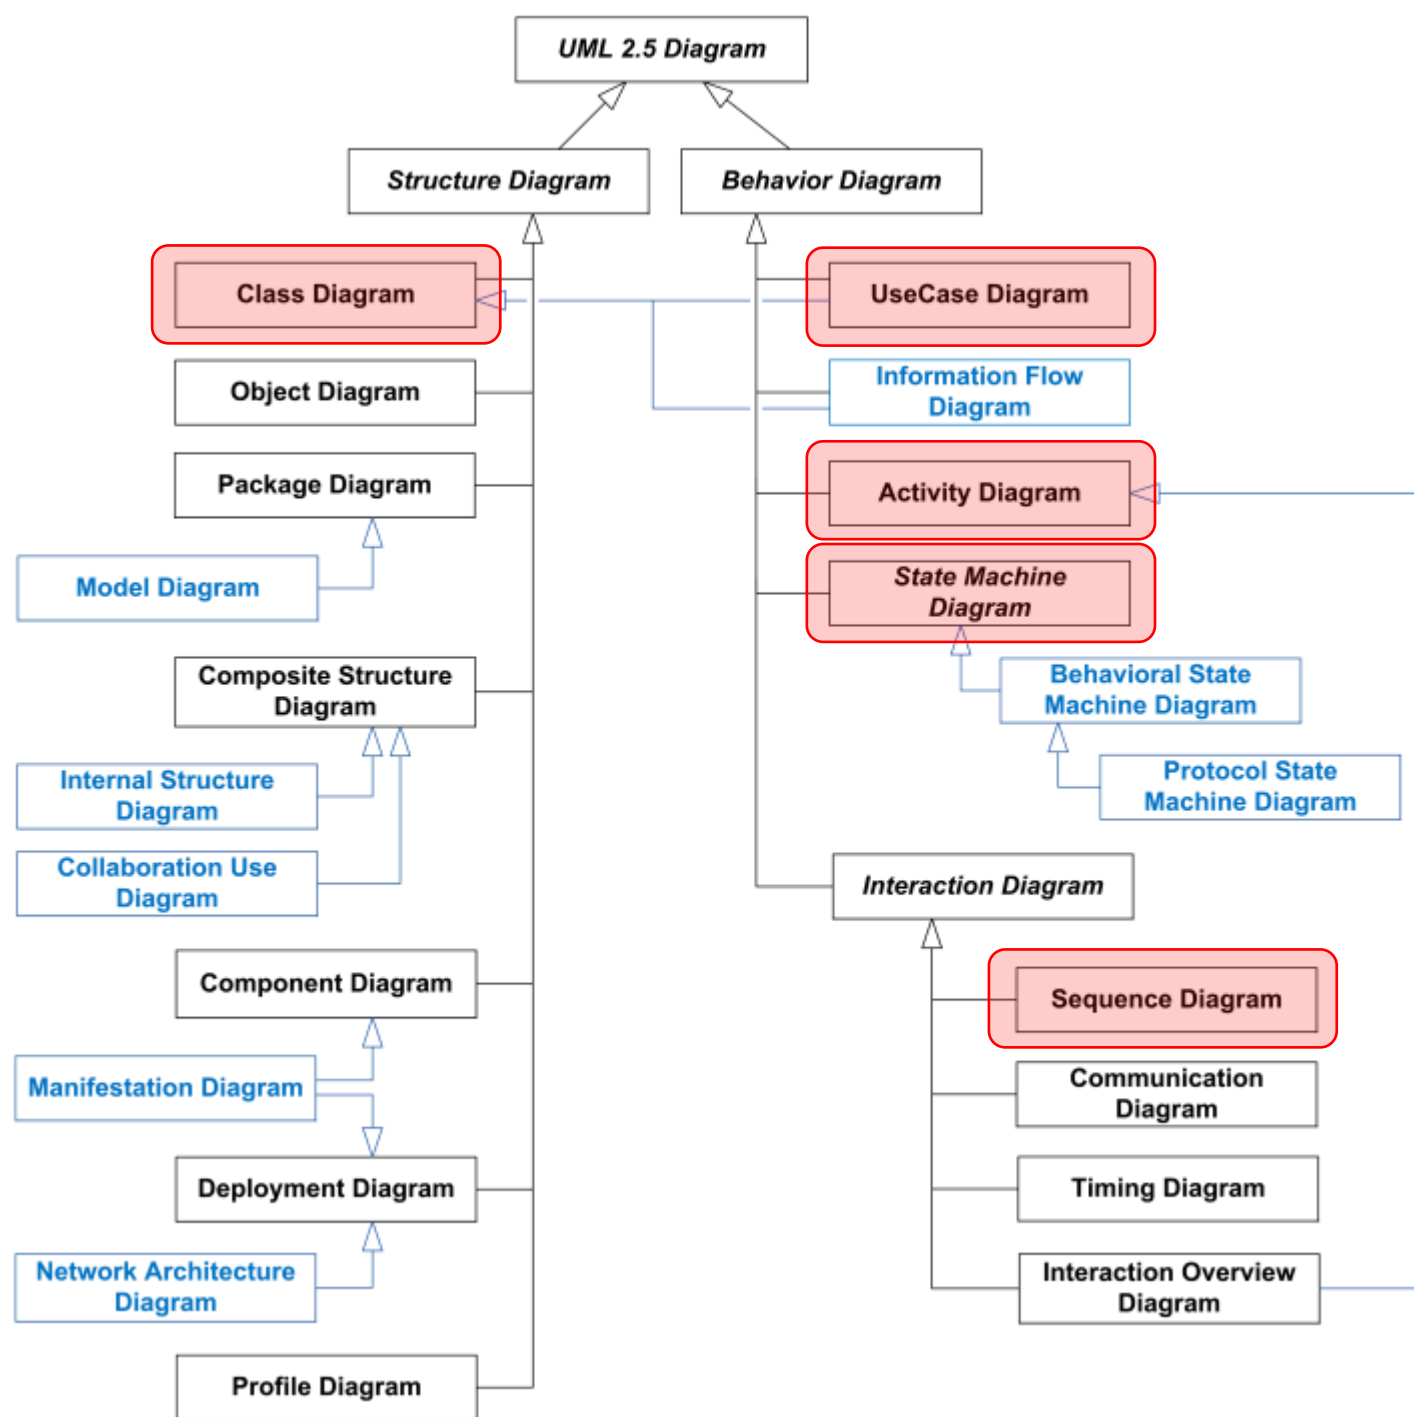 UML 2.5 Diagram
Structure Diagram
Behavior Diagram
Class Diagram
UseCase Diagram
Object Diagram
Information Flow
Diagram
Package Diagram
Activity Diagram
Model Diagram
State Machine
Diagram
Composite Structure
Diagram
Behavioral State
Machine Diagram
Internal Structure
Diagram
Protocol State
Machine Diagram
Collaboration Use
Diagram
Interaction Diagram
Component Diagram
Sequence Diagram
Manifestation Diagram
Communication
Diagram
Deployment Diagram
Timing Diagram
Network Architecture
Diagram
Interaction Overview
Diagram
Profile Diagram